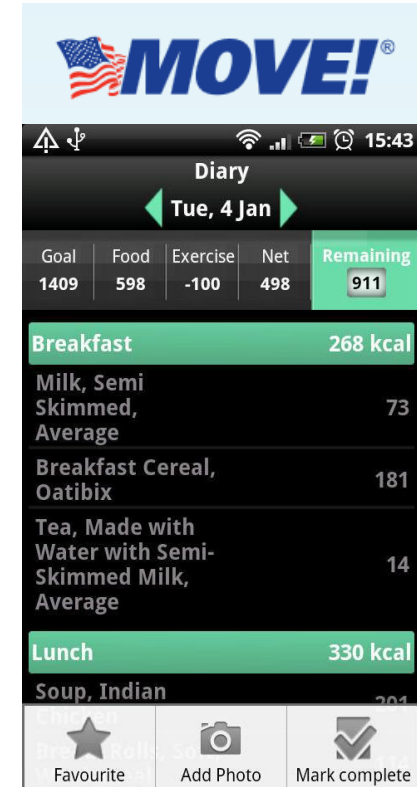 MOVE!®
15:43
Diary
Tue, 4 Jan
Goal Food Exercise Net Remaining
1409 598 -100 498 911
Breakfast 268 kcal
Milk, Semi
Skimmed,
Average
73
Breakfast Cereal,
Oatibix
181
Tea, Made with
Water with Semi-
Skimmed Milk,
Average
14
Lunch 330 kcal
Soup, Indian
Favourite Add Photo Mark complete